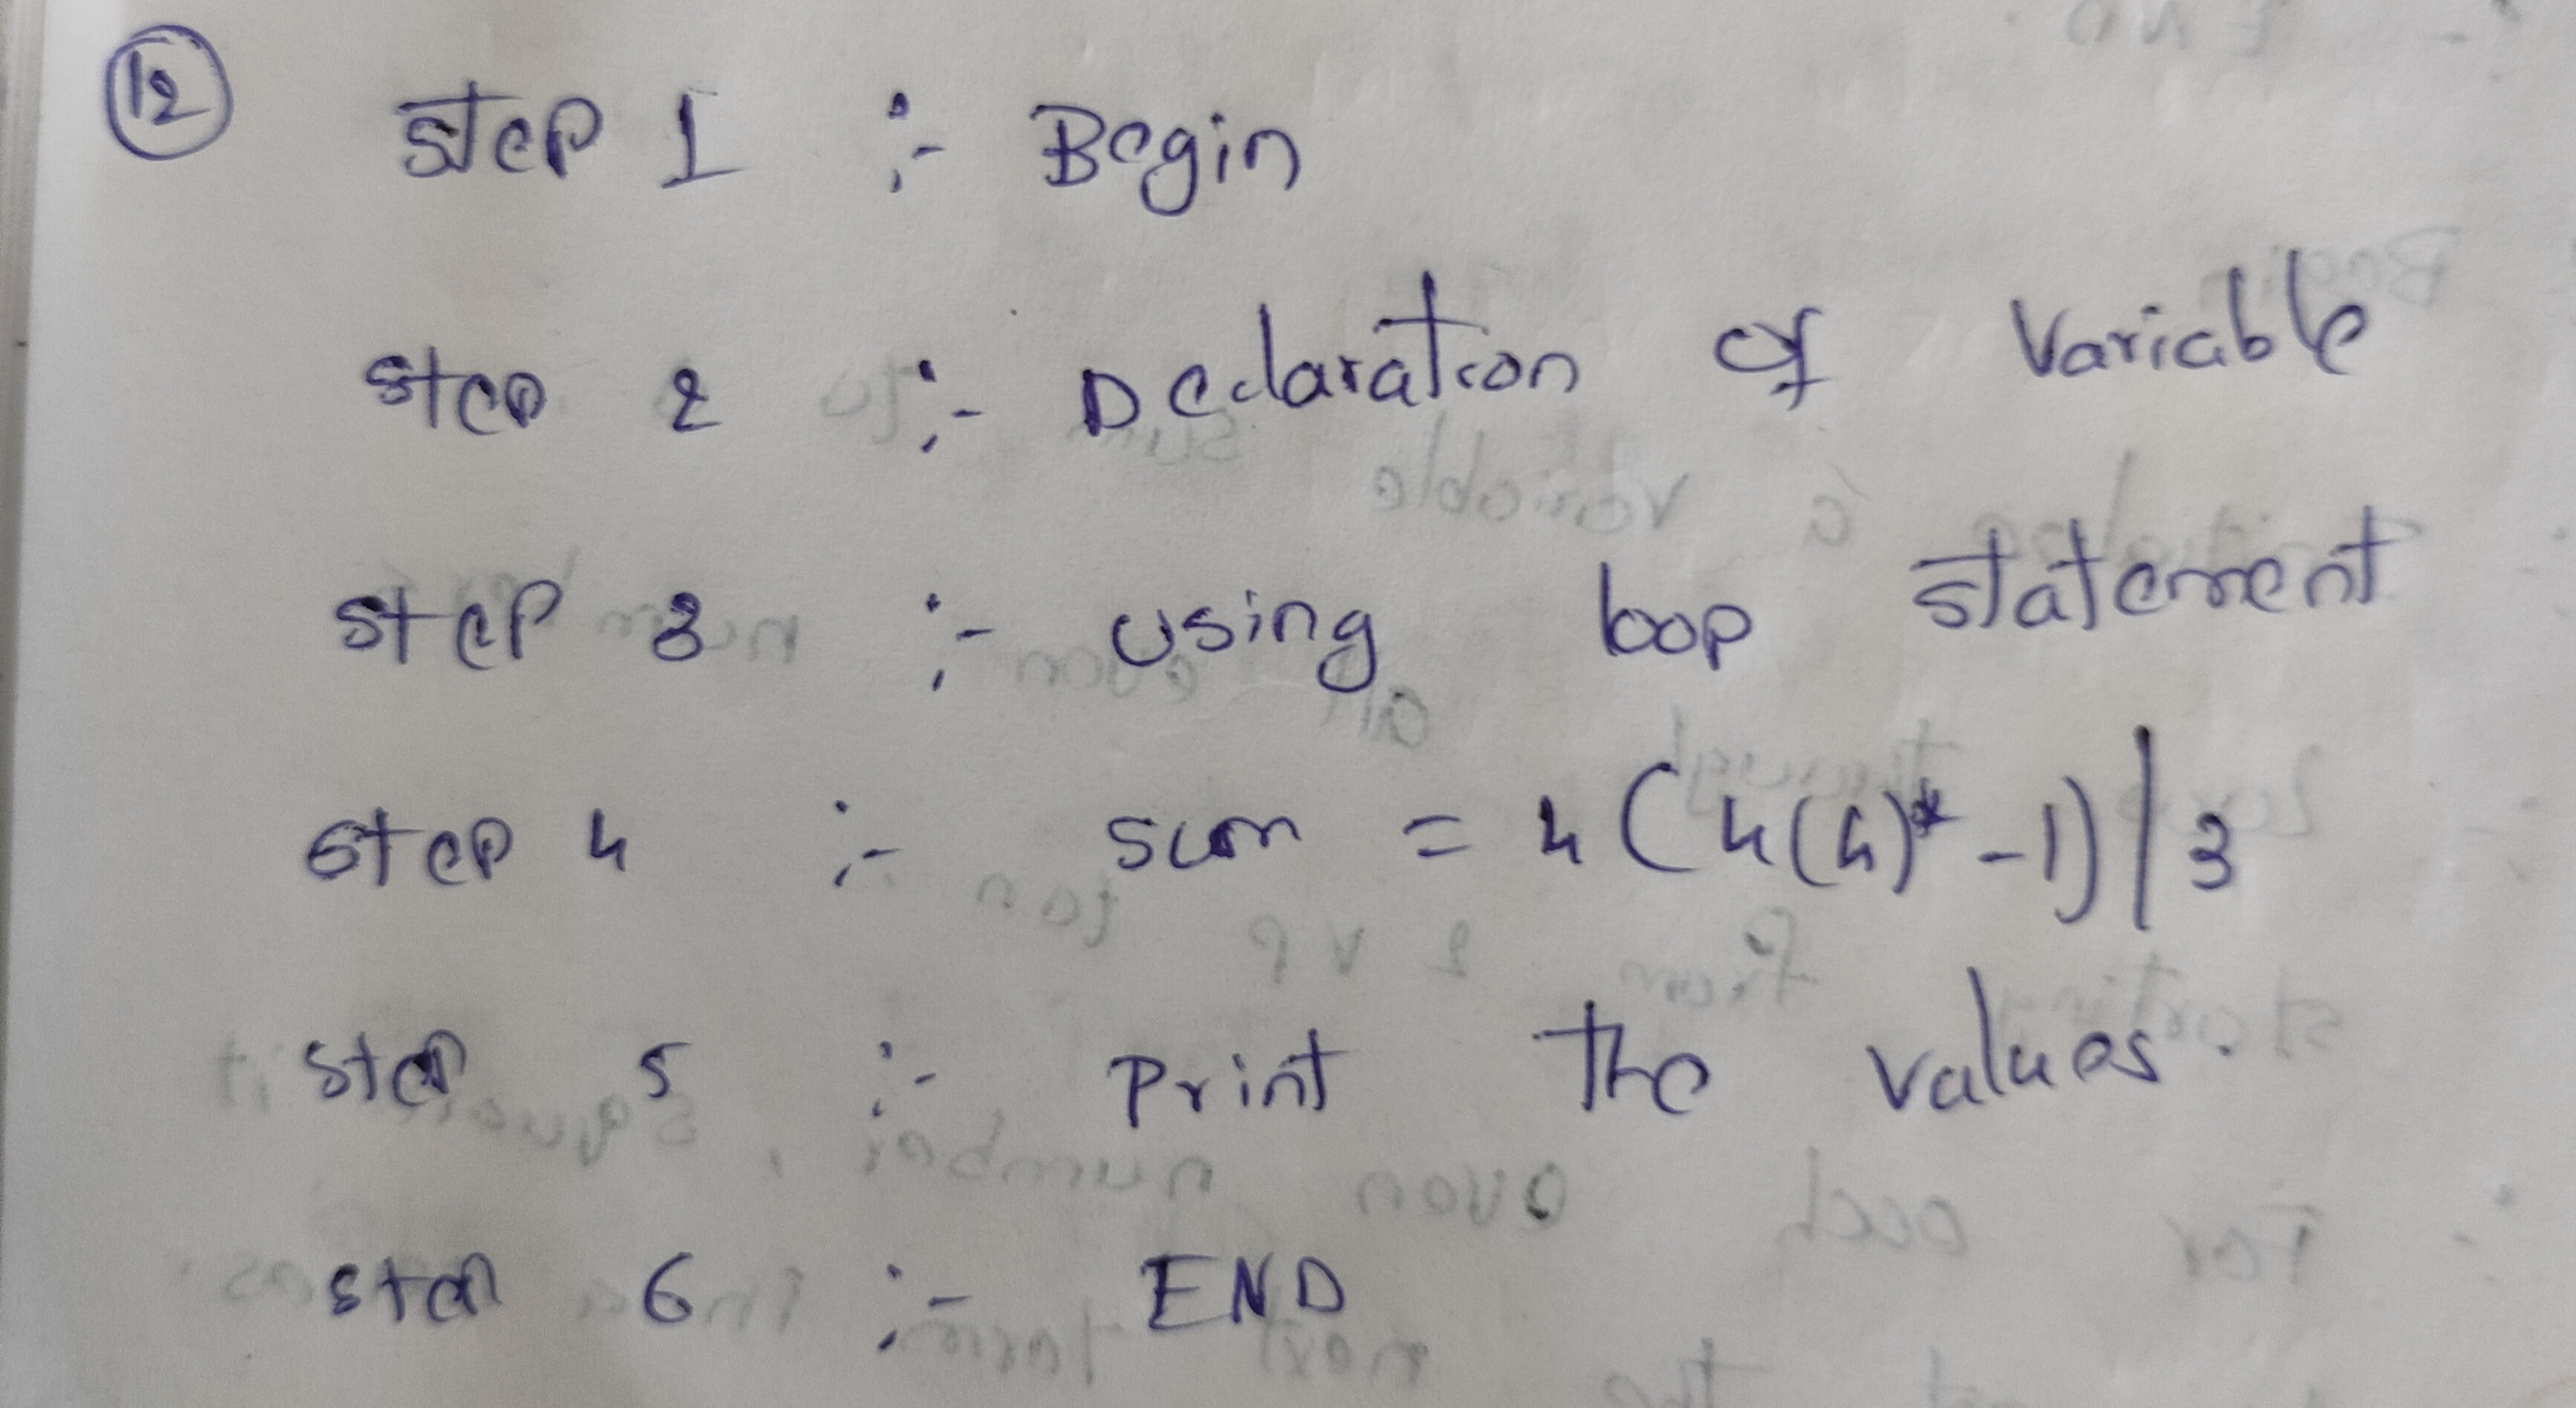 12
Step 1 :- Begin
Step 2 :- Declaration of Variable
Step 3 :- Using loop statement
Step 4 :- Sum = 4(4(4)* -1)|3
Step 5 :- Print the values
Step 6 :- END